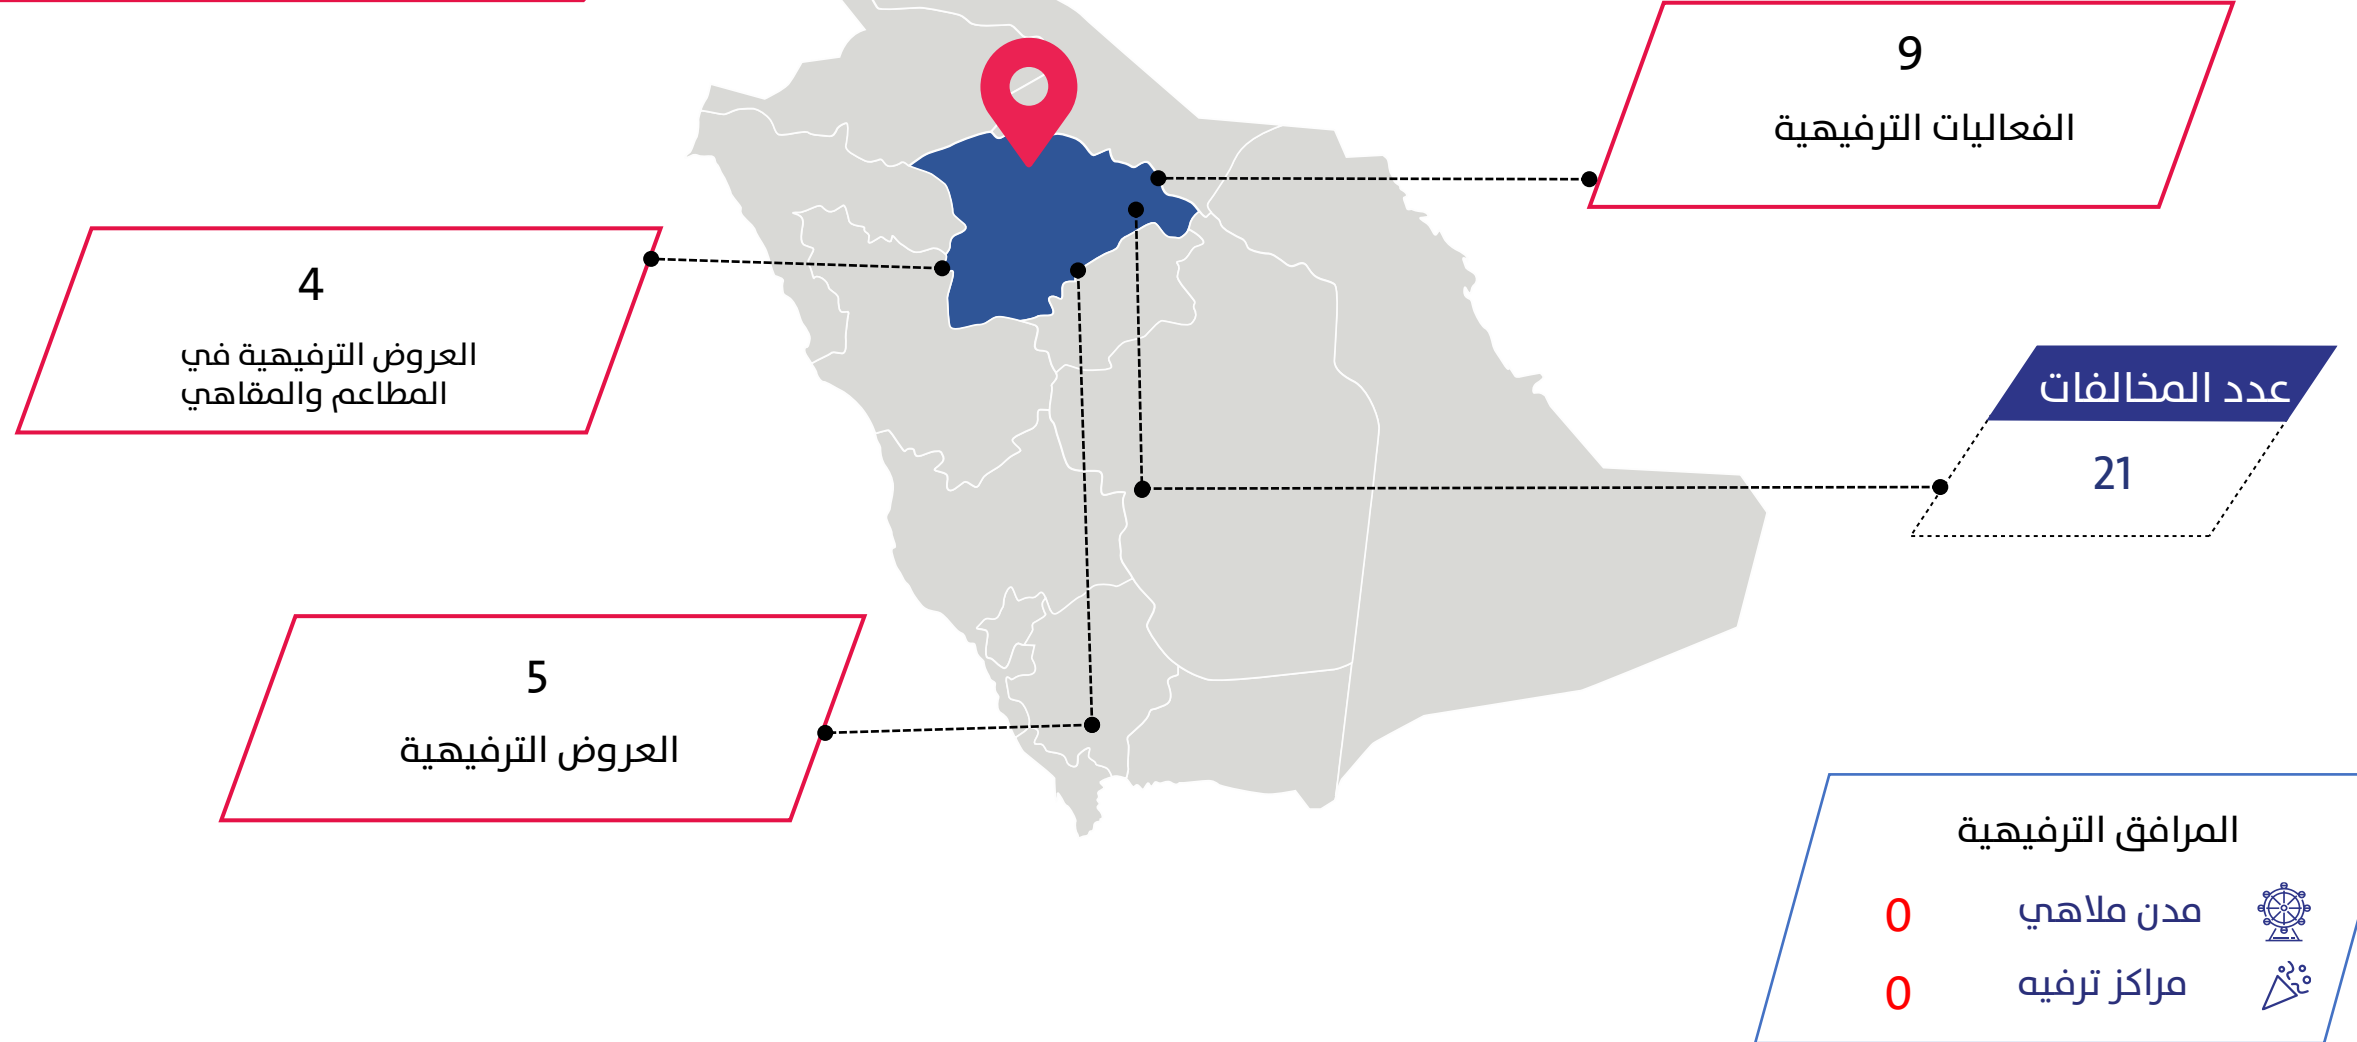 9
الفعاليات الترفيهية
4
العروض الترفيهية في
المطاعم والمقاهي
عدد المخالفات
21
5
العروض الترفيهية
المرافق الترفيهية
مدن ملاهي
0
مراكز ترفيه
0